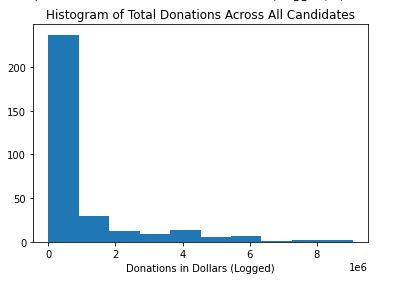 Histogram of Total Donations Across All Candidates
200
150
100
50
0
0 2 4 6 8
1e6
Donations in Dollars (Logged)